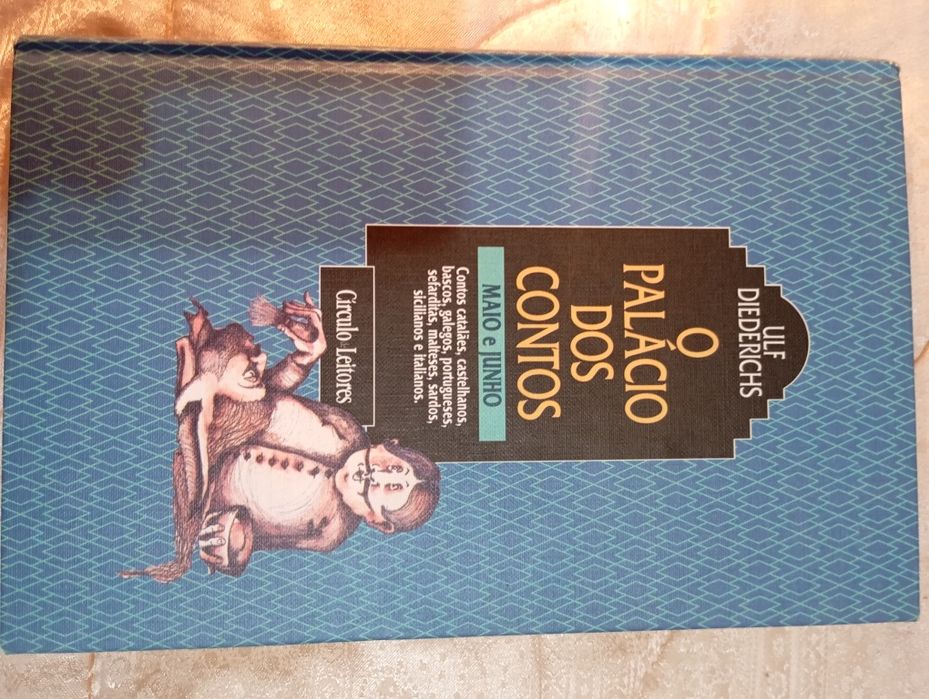 ULF
DIEDERICHS
O
PALÁCIO
DOS
CONTOS
MAIO e JUNHO
Contos catalães, castelhanos,
bascos, galegos, portugueses,
sefarditas, malteses, sardos,
sicilianos e italianos.
Círculo de Leitores